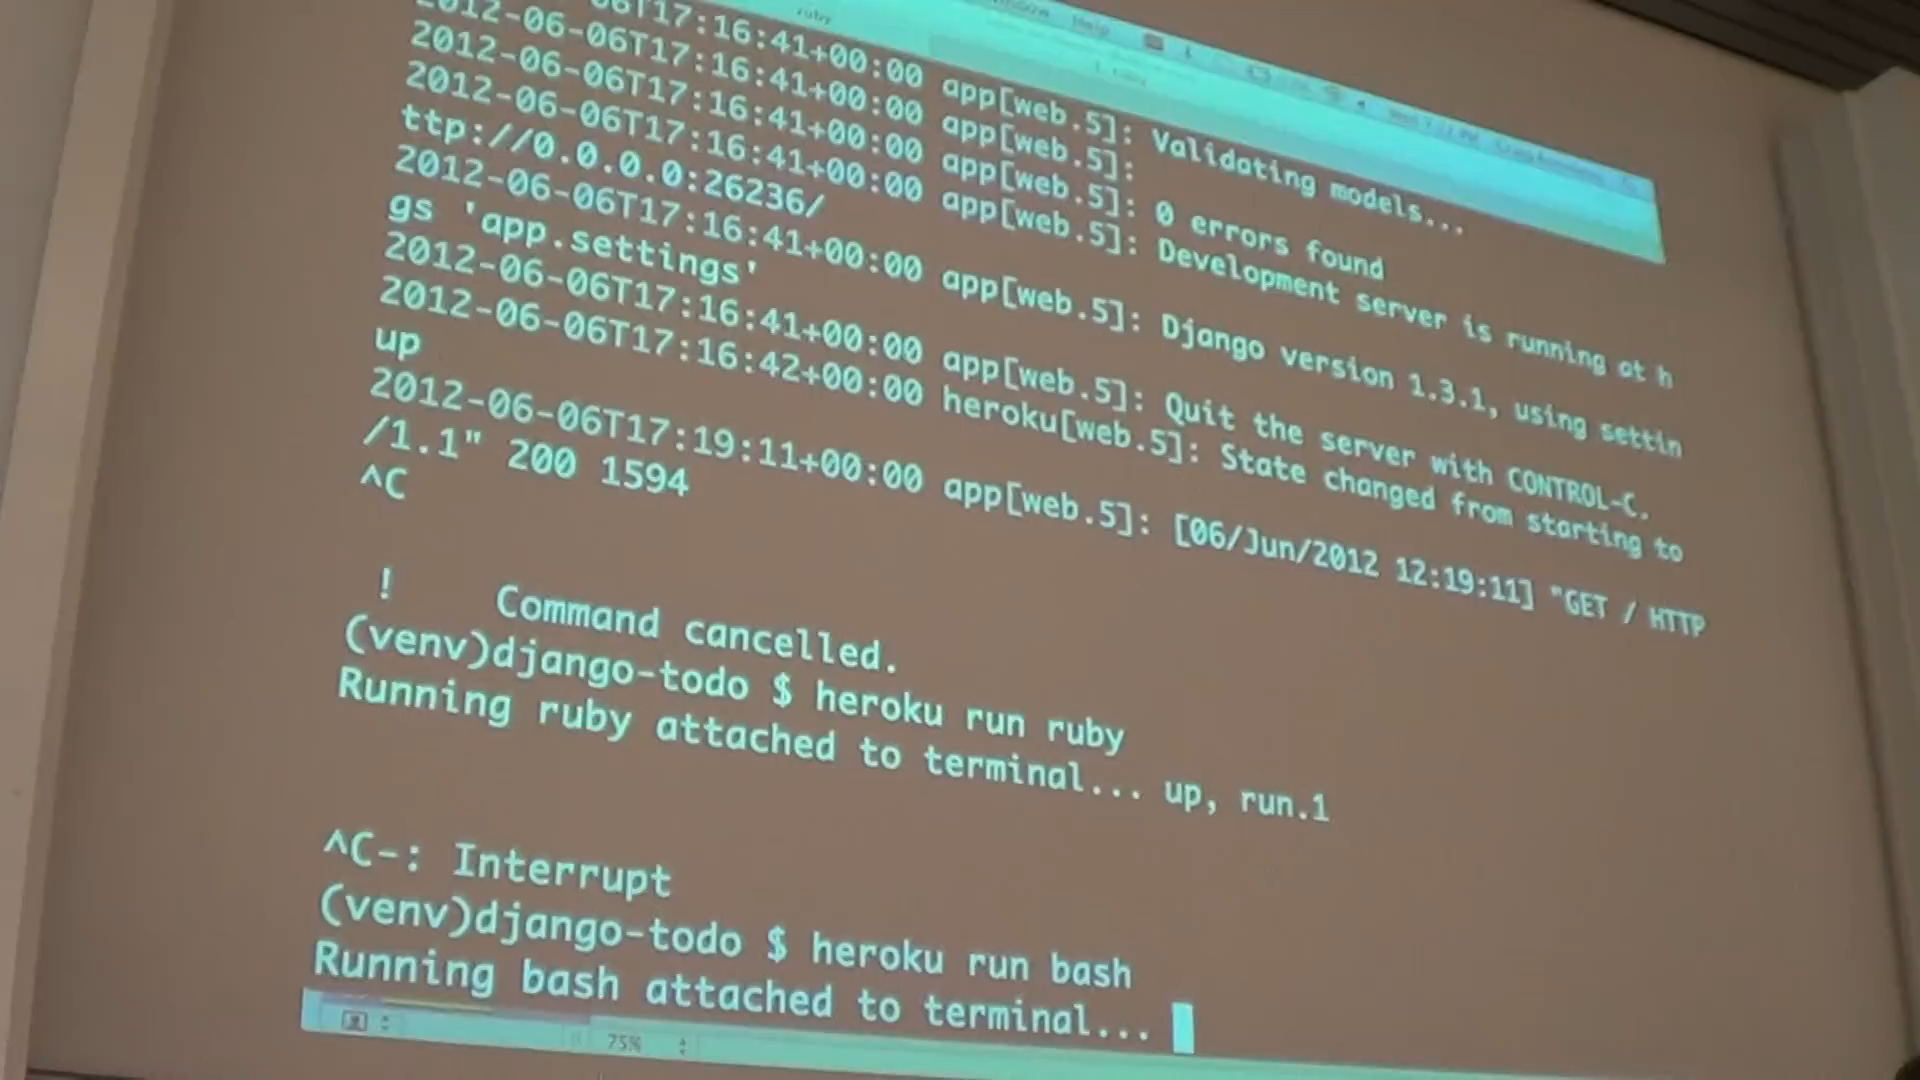 ruby
Window Help
2012-06-06T17:16:41+00:00 app[web.5]: Validating models...
2012-06-06T17:16:41+00:00 app[web.5]:
2012-06-06T17:16:41+00:00 app[web.5]: 0 errors found
2012-06-06T17:16:41+00:00 app[web.5]: Development server is running at h
ttp://0.0.0.0:26236/
2012-06-06T17:16:41+00:00 app[web.5]: Django version 1.3.1, using settin
gs 'app.settings'
2012-06-06T17:16:41+00:00 app[web.5]: Quit the server with CONTROL-C.
2012-06-06T17:16:42+00:00 heroku[web.5]: State changed from starting to
up
2012-06-06T17:19:11+00:00 app[web.5]: [06/Jun/2012 12:19:11] "GET / HTTP
/1.1" 200 1594
^C
! Command cancelled.
(venv)django-todo $ heroku run ruby
Running ruby attached to terminal... up, run.1
^C-: Interrupt
(venv)django-todo $ heroku run bash
Running bash attached to terminal...
75%